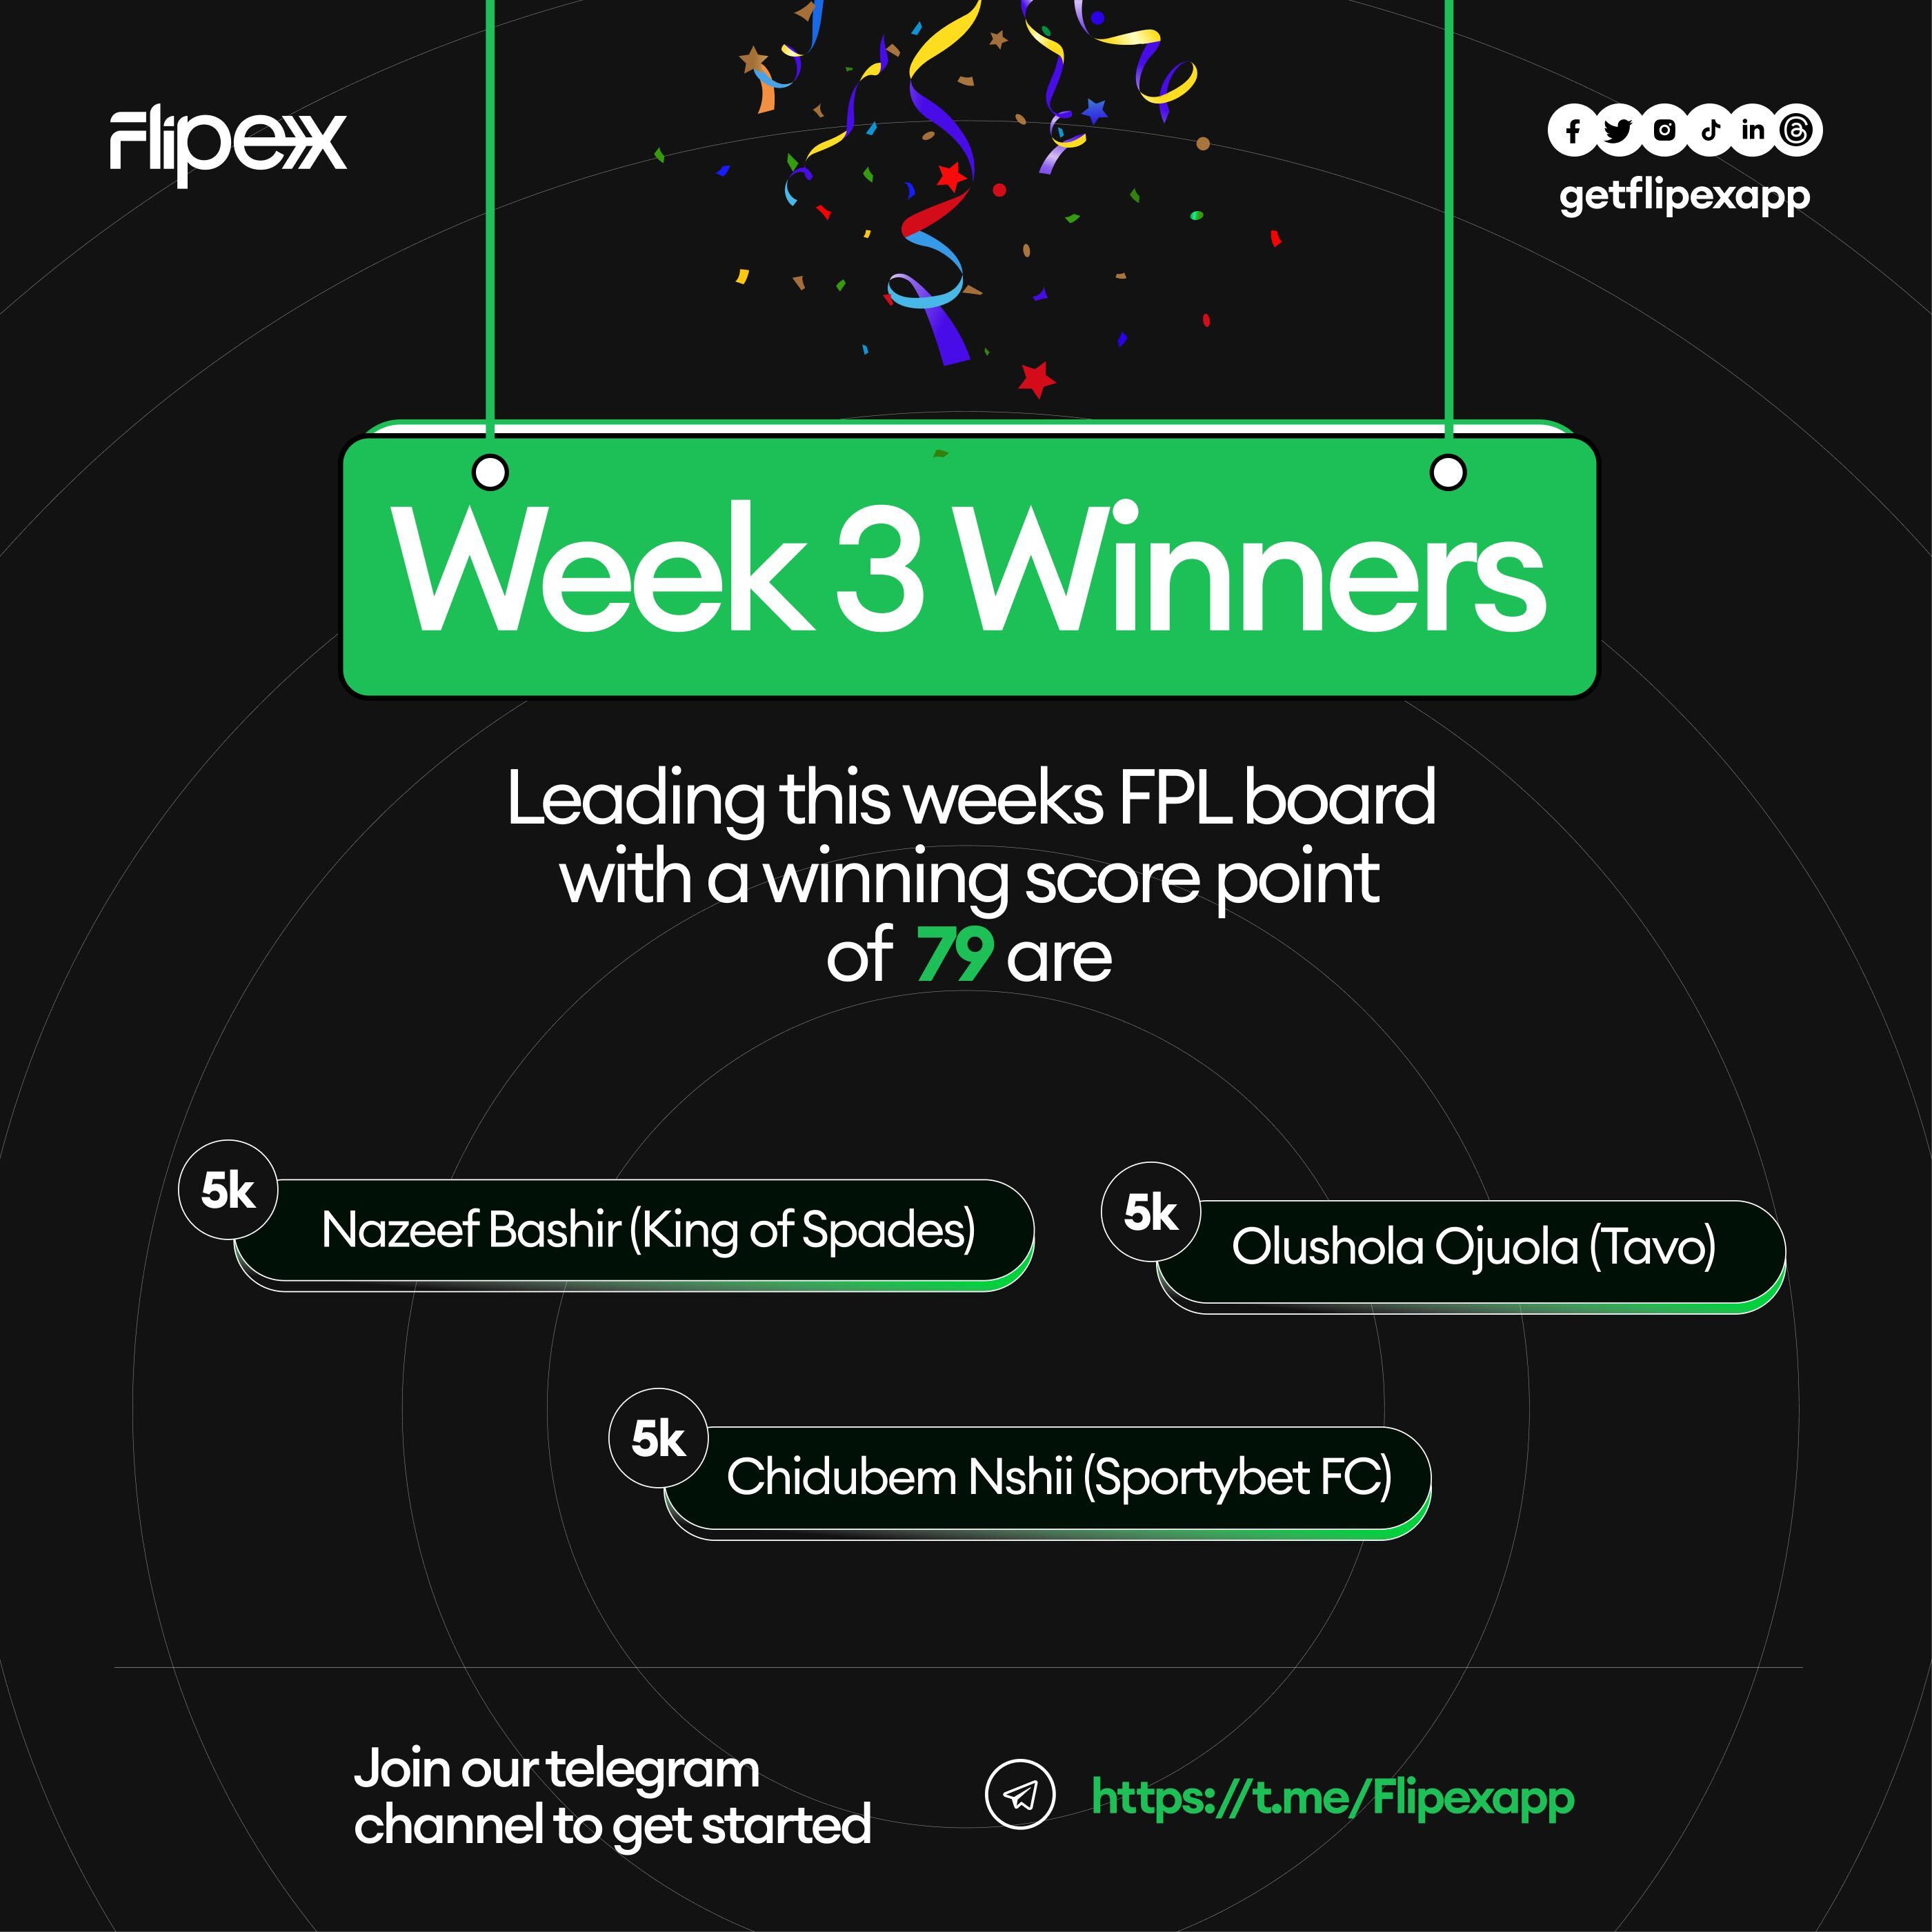 Flipexx
getflipexapp
Week 3 Winners
Leading this weeks FPL board
with a winning score point
of 79 are
5k
Nazeef Bashir (King of Spades)
5k
Olushola Ojuola (Tavo)
5k
Chidubem Nshii (Sportybet FC)
Join our telegram
channel to get started
https://t.me/Flipexapp